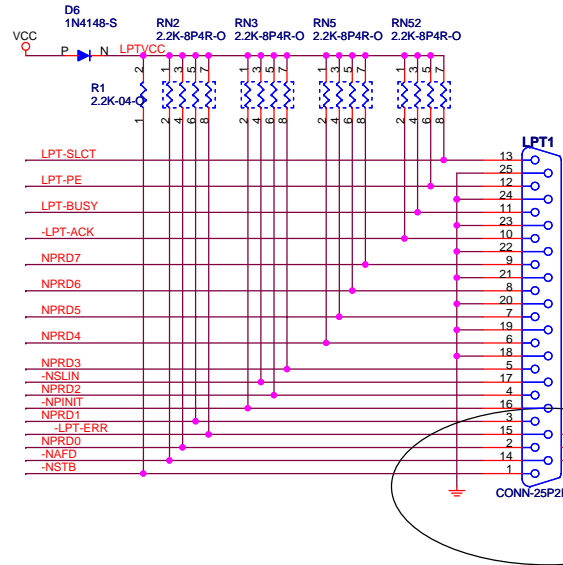 D6
1N4148-S
RN2
2.2K-8P4R-O
RN3
2.2K-8P4R-O
RN5
2.2K-8P4R-O
RN52
2.2K-8P4R-O
VCC
P
N
LPTVCC
2
1
3
5
7
1
3
5
7
1
3
5
7
1
3
5
7
R1
2.2K-04-O
1
2
4
6
8
2
4
6
8
2
4
6
8
2
4
6
8
LPT1
LPT-SLCT
13
25
LPT-PE
12
24
LPT-BUSY
11
23
-LPT-ACK
10
22
NPRD7
9
21
NPRD6
8
20
NPRD5
7
19
NPRD4
6
18
NPRD3
5
-NSLIN
17
NPRD2
4
-NPINIT
16
NPRD1
3
-LPT-ERR
15
NPRD0
2
-NAFD
14
-NSTB
1